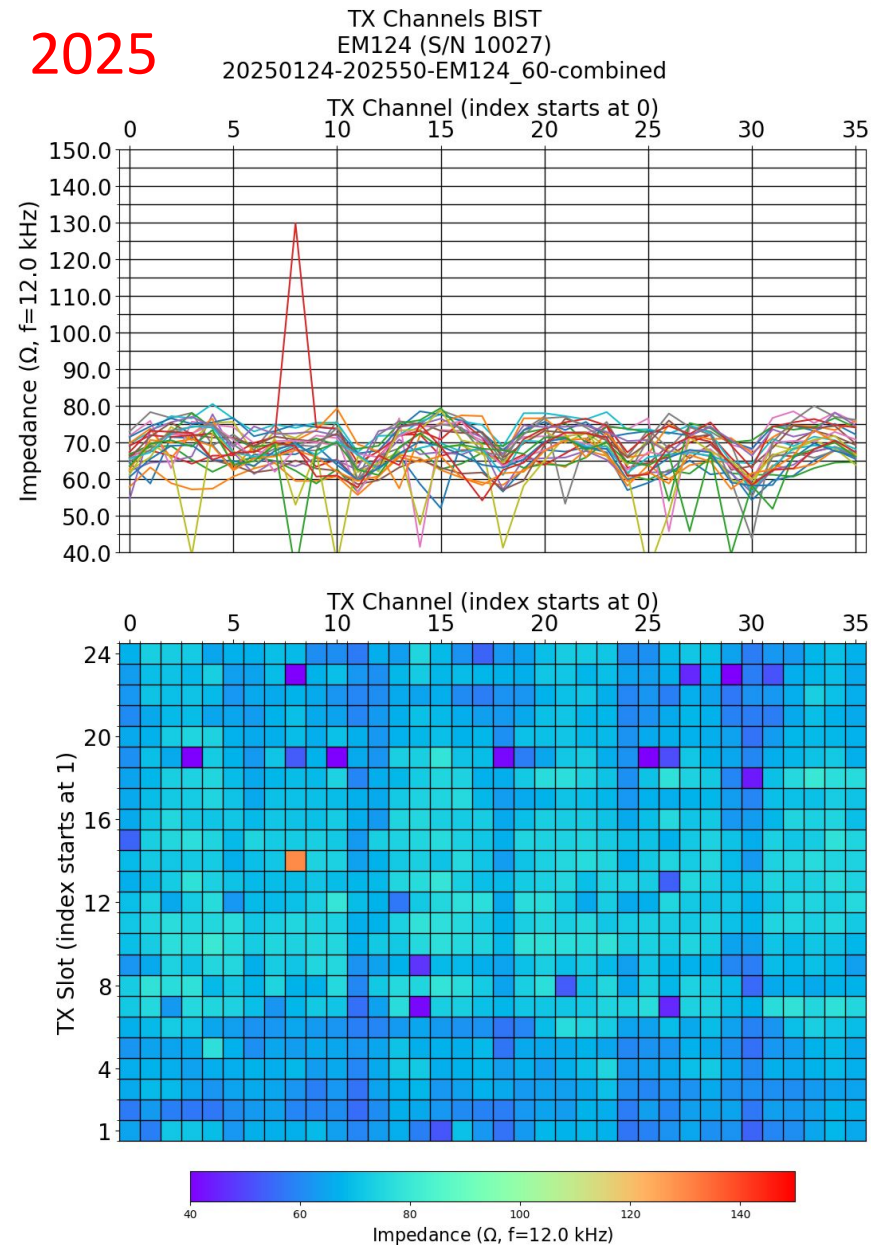 2025
TX Channels BIST
EM124 (S/N 10027)
20250124-202550-EM124_60-combined
TX Channel (index starts at 0)
0 5 10 15 20 25 30 35
150.0
140.0
130.0
120.0
110.0
100.0
90.0
80.0
70.0
60.0
50.0
40.0
Impedance (Ω, f=12.0 kHz)
TX Channel (index starts at 0)
0 5 10 15 20 25 30 35
24
20
16
12
8
4
1
TX Slot (index starts at 1)
40 60 80 100 120 140
Impedance (Ω, f=12.0 kHz)